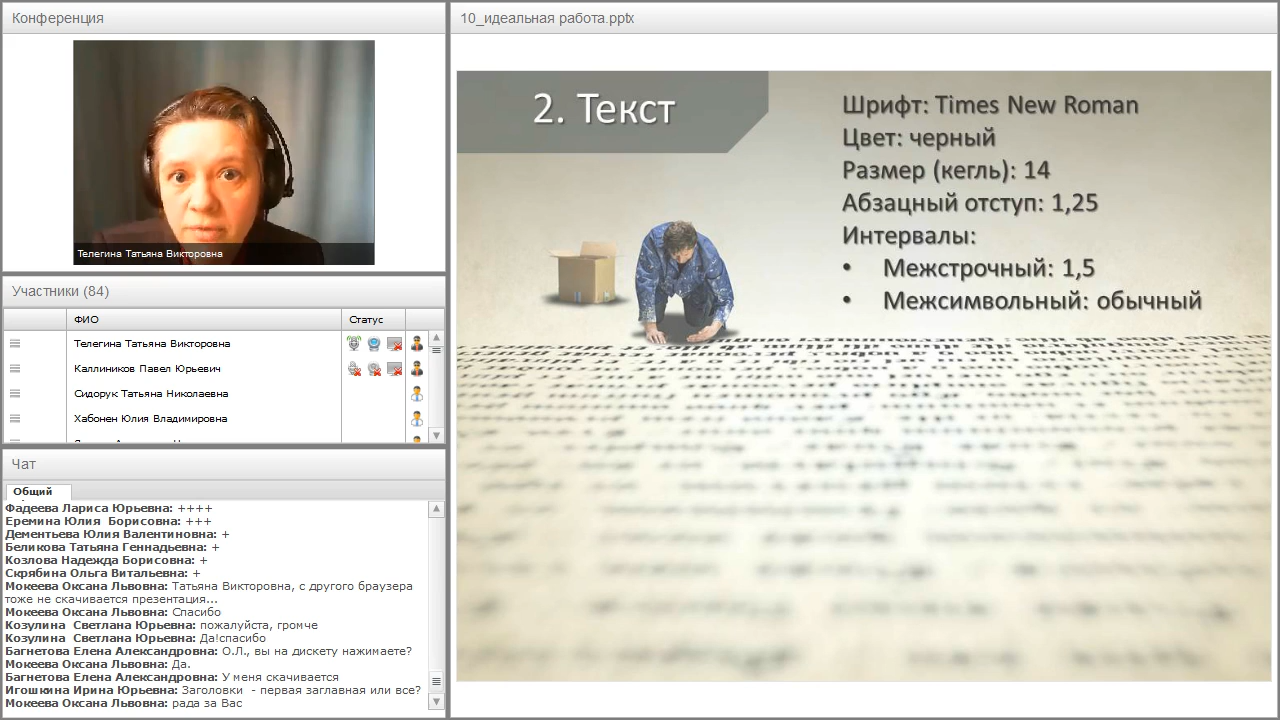 Конференция
Телегина Татьяна Викторовна
Участники (84)
ФИО Статус
Телегина Татьяна Викторовна
Каллиников Павел Юрьевич
Сидорук Татьяна Николаевна
Хабонен Юлия Владимировна
Чат
Общий
Фадеева Лариса Юрьевна: ++++
Еремина Юлия  Борисовна: +++
Дементьева Юлия Валентиновна: +
Беликова Татьяна Геннадьевна: +
Козлова Надежда Борисовна: +
Скрябина Ольга Витальевна: +
Мокеева Оксана Львовна: Татьяна Викторовна, с другого браузера
тоже не скачивается презентация...
Мокеева Оксана Львовна: Спасибо
Козулина  Светлана Юрьевна: пожалуйста, громче
Козулина  Светлана Юрьевна: Да!спасибо
Багнетова Елена Александровна: О.Л., вы на дискету нажимаете?
Мокеева Оксана Львовна: Да.
Багнетова Елена Александровна: У меня скачивается
Игошкина Ирина Юрьевна: Заголовки  - первая заглавная или все?
Мокеева Оксана Львовна: рада за Вас
10_идеальная работа.pptx
2. Текст
Шрифт: Times New Roman
Цвет: черный
Размер (кегль): 14
Абзацный отступ: 1,25
Интервалы:
• Межстрочный: 1,5
• Межсимвольный: обычный